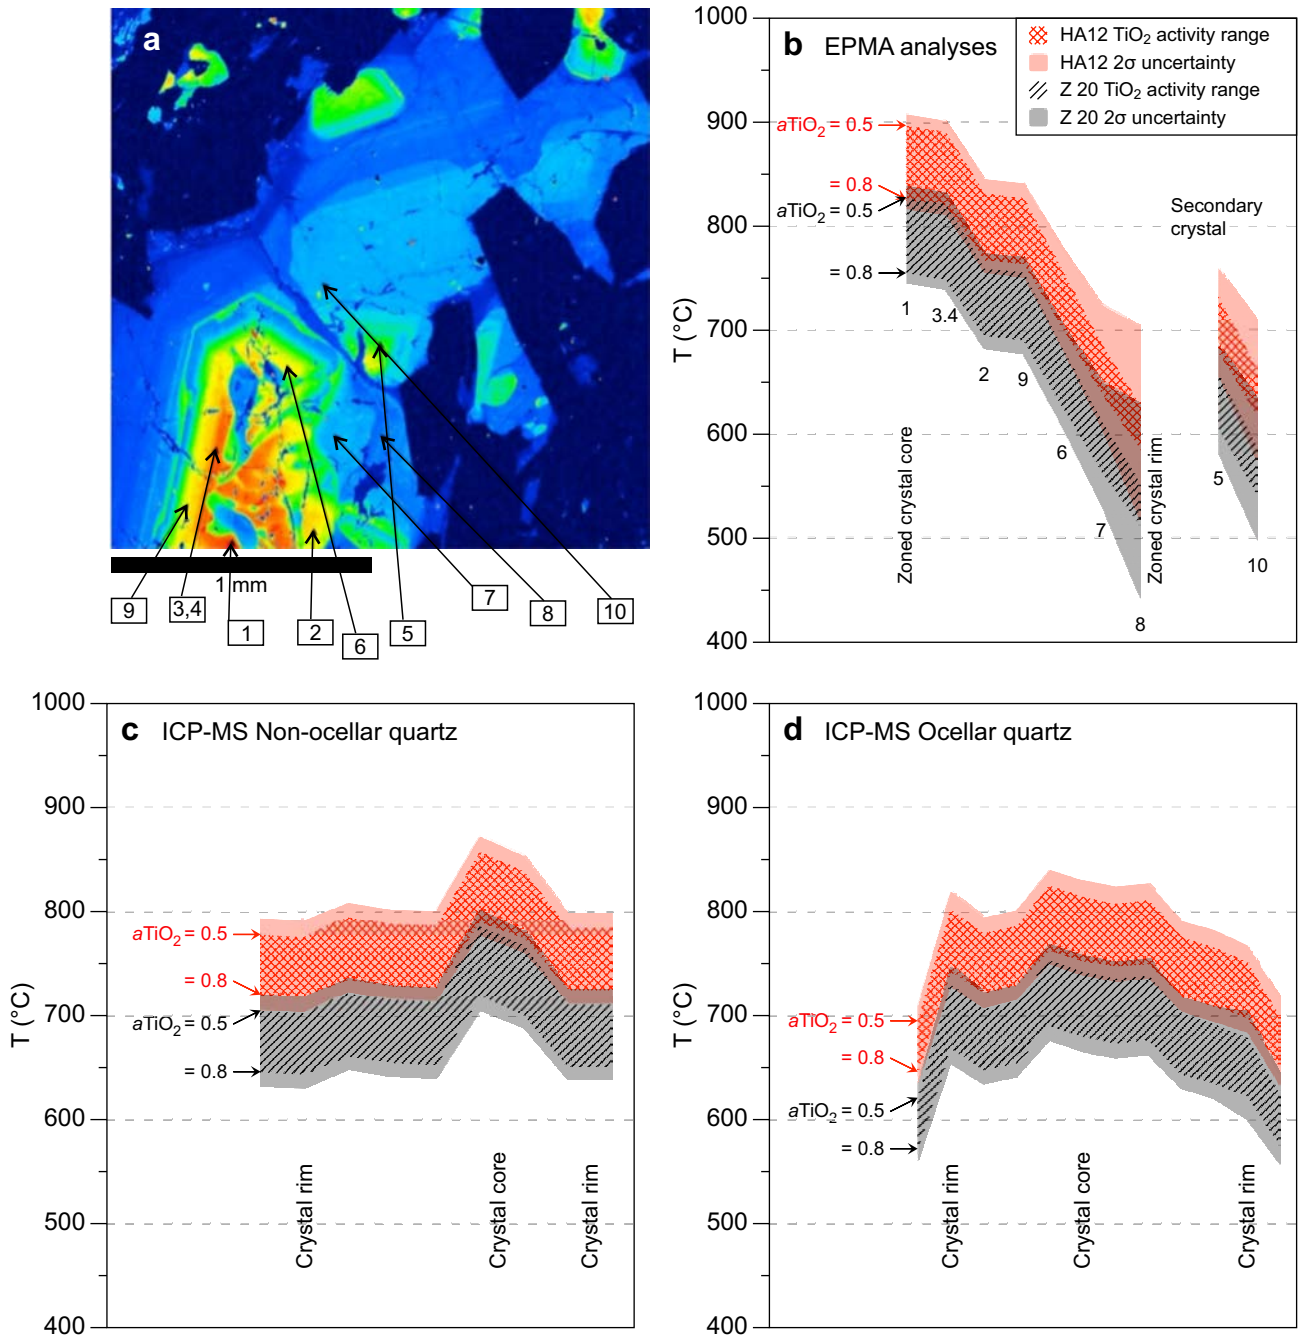 a
1 mm
9
3,4
1
2
6
5
7
8
10
b EPMA analyses
HA12 TiO₂ activity range
HA12 2σ uncertainty
Z 20 TiO₂ activity range
Z 20 2σ uncertainty
1000
900
800
700
600
500
400
T (°C)
aTiO₂ = 0.5
= 0.8
aTiO₂ = 0.5
= 0.8
1
3.4
2
9
6
7
8
5
10
Secondary
crystal
Zoned crystal core
Zoned crystal rim
c ICP-MS Non-ocellar quartz
1000
900
800
700
600
500
400
T (°C)
aTiO₂ = 0.5
= 0.8
aTiO₂ = 0.5
= 0.8
Crystal rim
Crystal core
Crystal rim
d ICP-MS Ocellar quartz
1000
900
800
700
600
500
400
T (°C)
aTiO₂ = 0.5
= 0.8
aTiO₂ = 0.5
= 0.8
Crystal rim
Crystal core
Crystal rim